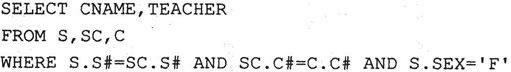 SELECT CNAME,TEACHER
FROM S,SC,C
WHERE S.S#=SC.S# AND SC.C#=C.C# AND S.SEX='F'